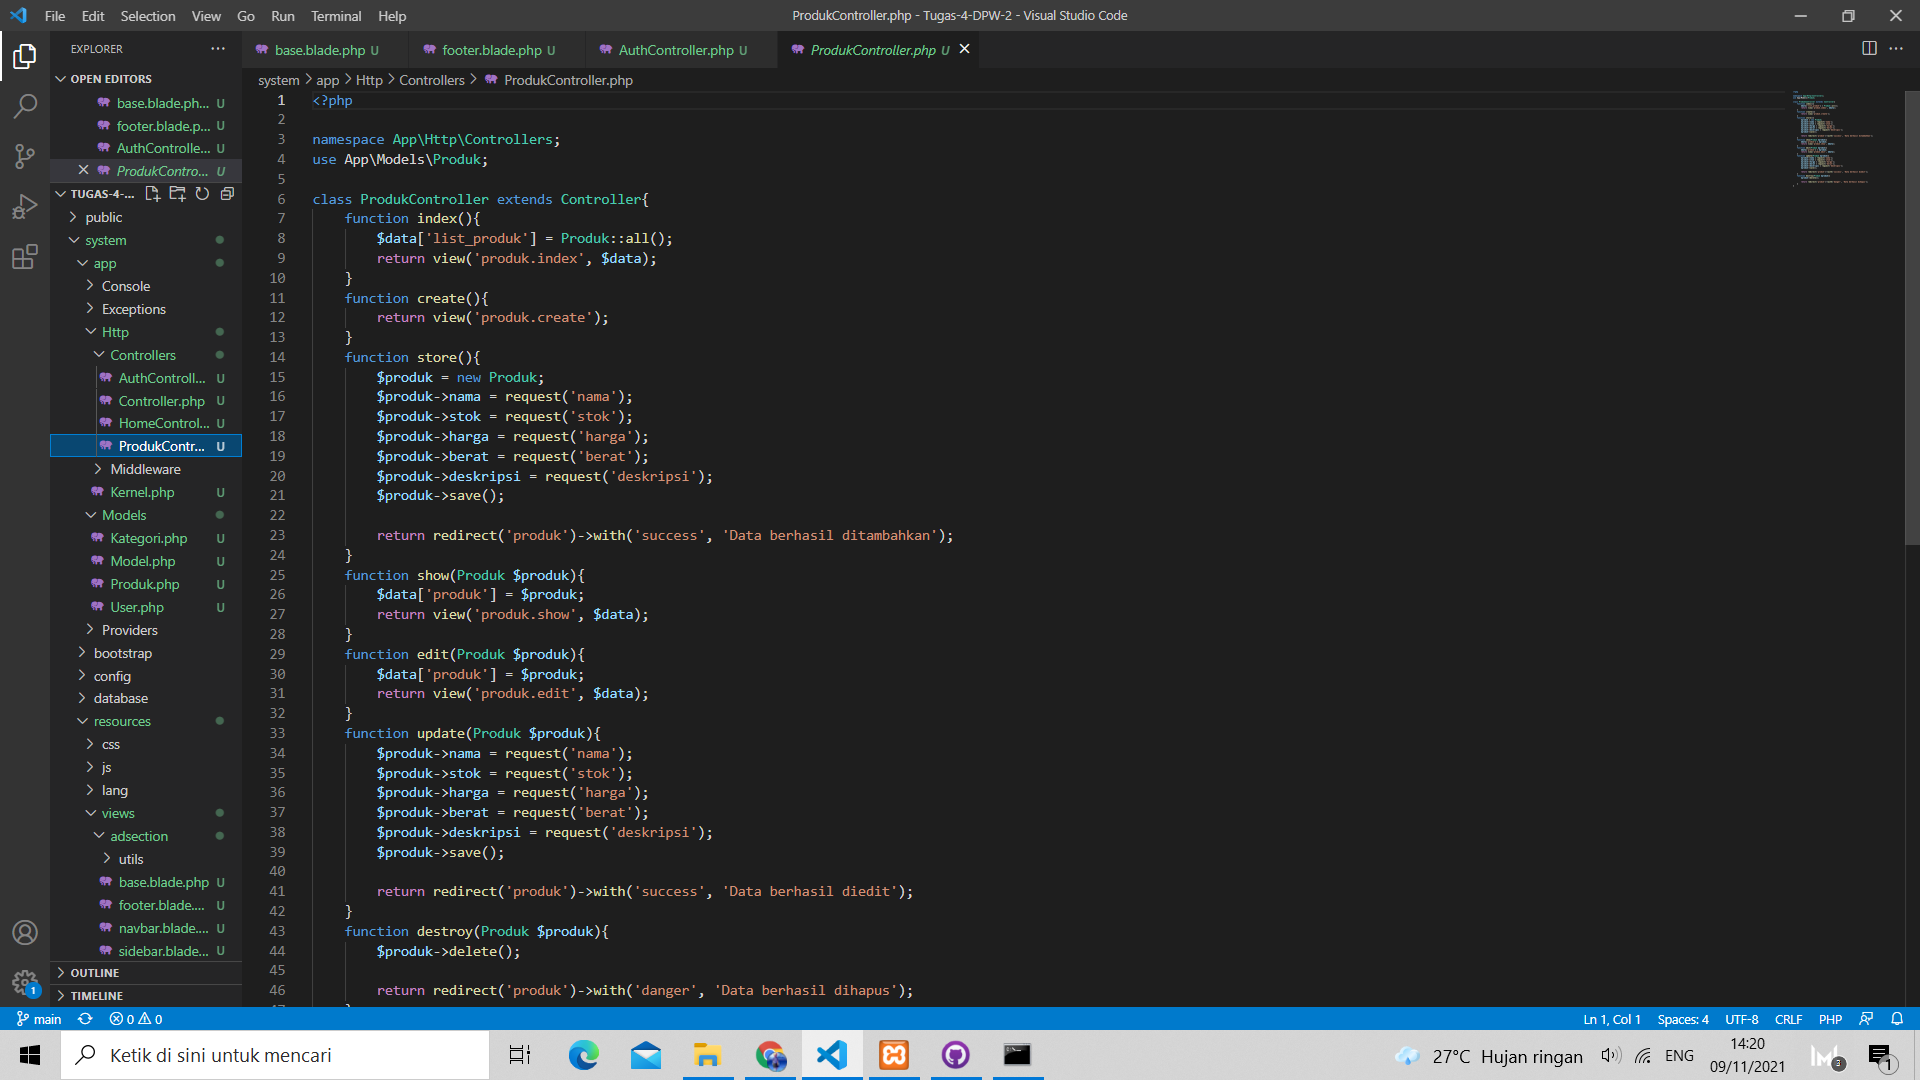 File Edit Selection View Go Run Terminal Help
ProdukController.php - Tugas-4-DPW-2 - Visual Studio Code
EXPLORER
OPEN EDITORS
base.blade.ph... U
footer.blade.p... U
AuthControlle... U
ProdukContro... U
TUGAS-4-...
public
system
app
Console
Exceptions
Http
Controllers
AuthControll... U
Controller.php U
HomeControl... U
ProdukContr... U
Middleware
Kernel.php U
Models
Kategori.php U
Model.php U
Produk.php U
User.php U
Providers
bootstrap
config
database
resources
css
js
lang
views
adsection
utils
base.blade.php U
footer.blade.... U
navbar.blade.... U
sidebar.blade... U
OUTLINE
TIMELINE
base.blade.php U footer.blade.php U AuthController.php U ProdukController.php U
system > app > Http > Controllers > ProdukController.php
1 <?php
2
3 namespace App\Http\Controllers;
4 use App\Models\Produk;
5
6 class ProdukController extends Controller{
7 function index(){
8 $data['list_produk'] = Produk::all();
9 return view('produk.index', $data);
10 }
11 function create(){
12 return view('produk.create');
13 }
14 function store(){
15 $produk = new Produk;
16 $produk->nama = request('nama');
17 $produk->stok = request('stok');
18 $produk->harga = request('harga');
19 $produk->berat = request('berat');
20 $produk->deskripsi = request('deskripsi');
21 $produk->save();
22
23 return redirect('produk')->with('success', 'Data berhasil ditambahkan');
24 }
25 function show(Produk $produk){
26 $data['produk'] = $produk;
27 return view('produk.show', $data);
28 }
29 function edit(Produk $produk){
30 $data['produk'] = $produk;
31 return view('produk.edit', $data);
32 }
33 function update(Produk $produk){
34 $produk->nama = request('nama');
35 $produk->stok = request('stok');
36 $produk->harga = request('harga');
37 $produk->berat = request('berat');
38 $produk->deskripsi = request('deskripsi');
39 $produk->save();
40
41 return redirect('produk')->with('success', 'Data berhasil diedit');
42 }
43 function destroy(Produk $produk){
44 $produk->delete();
45
46 return redirect('produk')->with('danger', 'Data berhasil dihapus');
1
main 0 0
Ln 1, Col 1 Spaces: 4 UTF-8 CRLF PHP
Ketik di sini untuk mencari
27°C Hujan ringan
ENG
14:20
09/11/2021
3
1